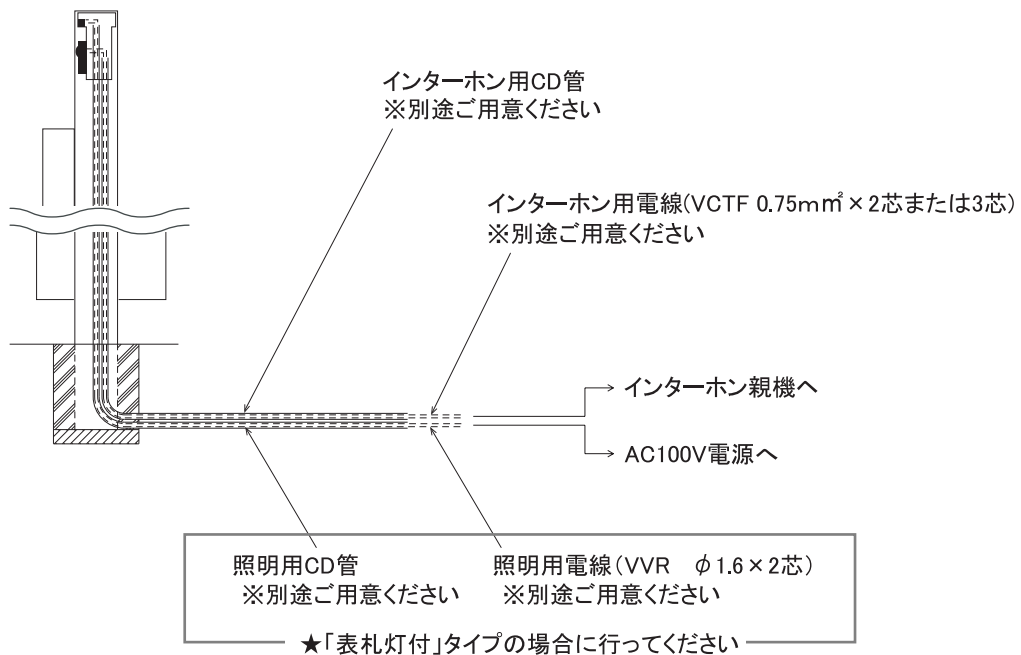 インターホン用CD管
※別途ご用意ください
インターホン用電線(VCTF 0.75mm²×2芯または3芯)
※別途ご用意ください
インターホン親機へ
AC100V電源へ
照明用CD管
※別途ご用意ください
照明用電線(VVR φ1.6×2芯)
※別途ご用意ください
★「表札灯付」タイプの場合に行ってください